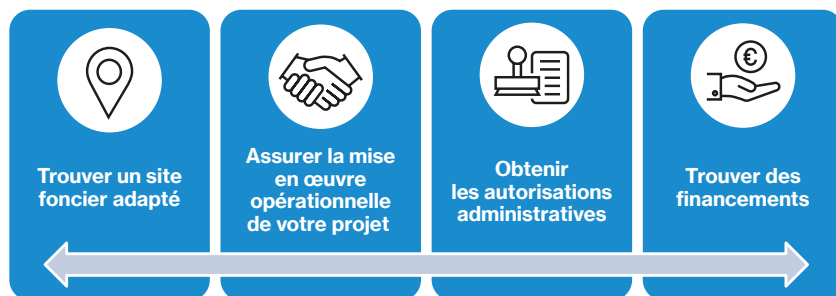 Trouver un site
foncier adapté
Assurer la mise
en œuvre
opérationnelle
de votre projet
Obtenir
les autorisations
administratives
Trouver des
financements
€